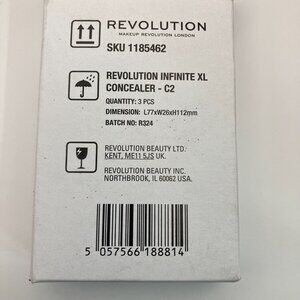 REVOLUTION
MAKEUP REVOLUTION LONDON
SKU 1185462
REVOLUTION INFINITE XL
CONCEALER - C2
QUANTITY: 3 PCS
DIMENSION: L77xW26xH112mm
BATCH NO: R324
REVOLUTION BEAUTY LTD.
KENT, ME11 5JS UK.
REVOLUTION BEAUTY INC.
NORTHBROOK, IL 60062 USA.
5 057566 188814